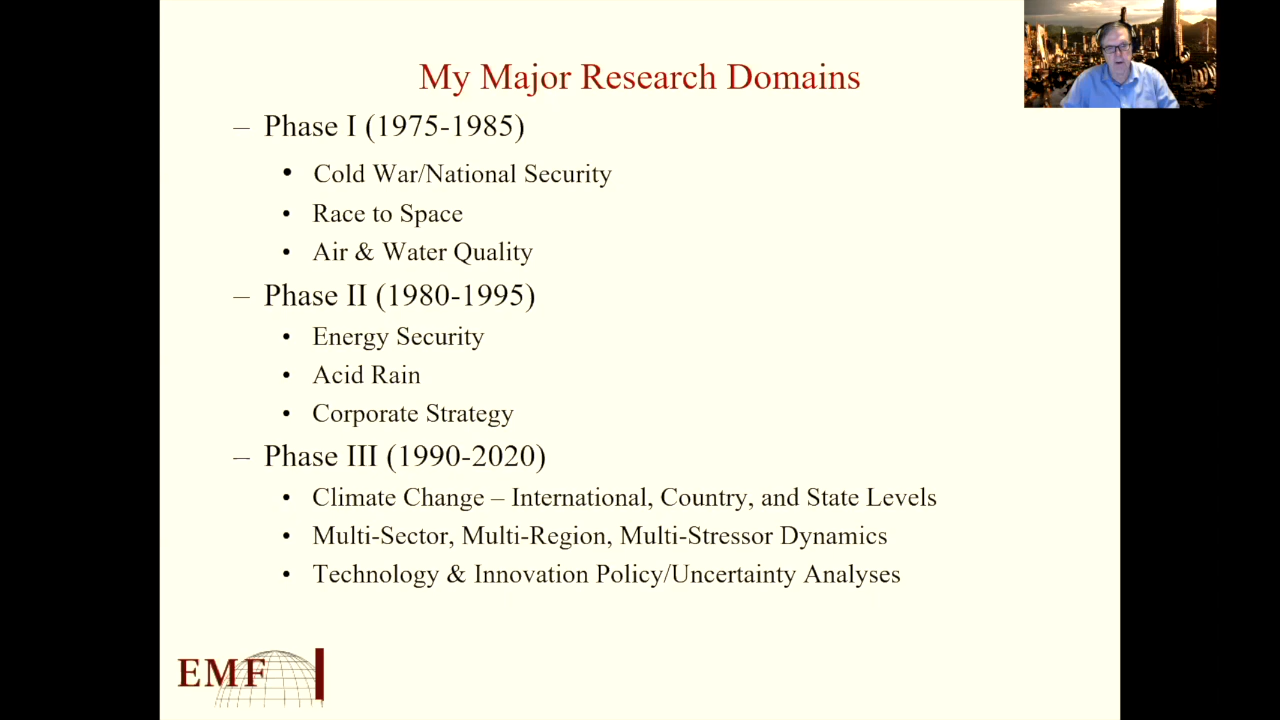 My Major Research Domains
– Phase I (1975-1985)
• Cold War/National Security
• Race to Space
• Air & Water Quality
– Phase II (1980-1995)
• Energy Security
• Acid Rain
• Corporate Strategy
– Phase III (1990-2020)
• Climate Change – International, Country, and State Levels
• Multi-Sector, Multi-Region, Multi-Stressor Dynamics
• Technology & Innovation Policy/Uncertainty Analyses
EMF